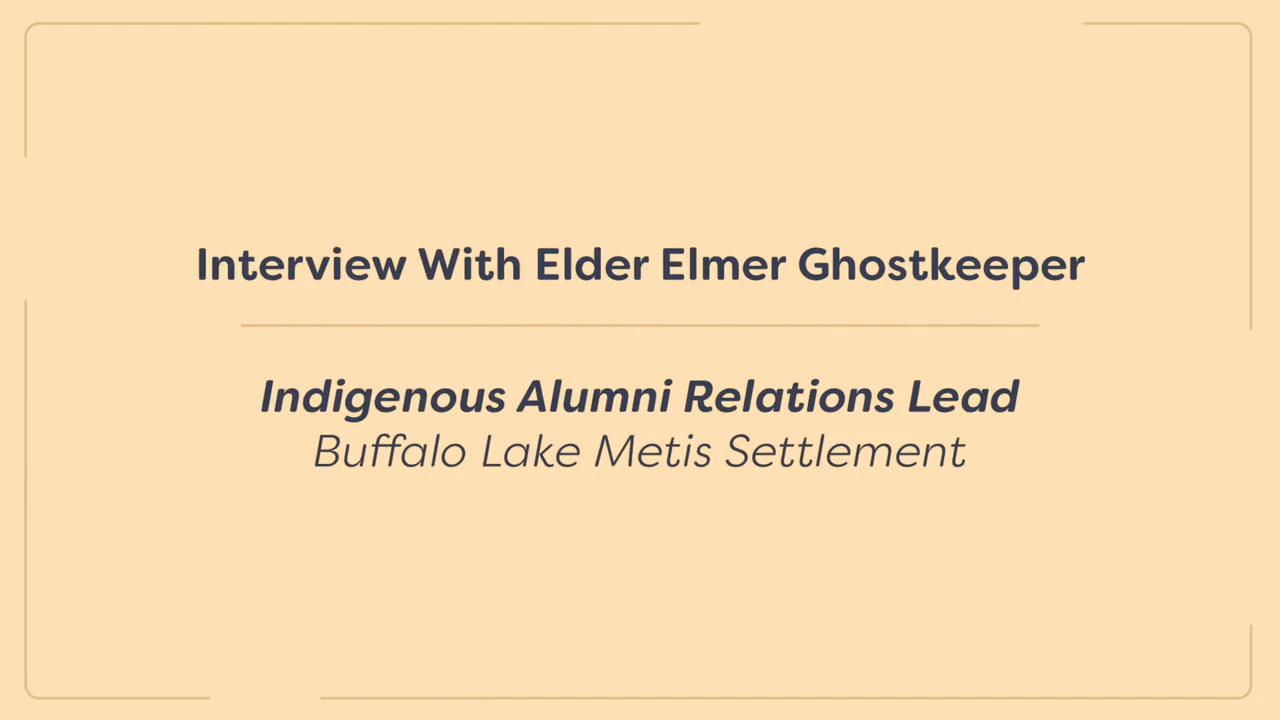 Interview With Elder Elmer Ghostkeeper
Indigenous Alumni Relations Lead
Buffalo Lake Metis Settlement